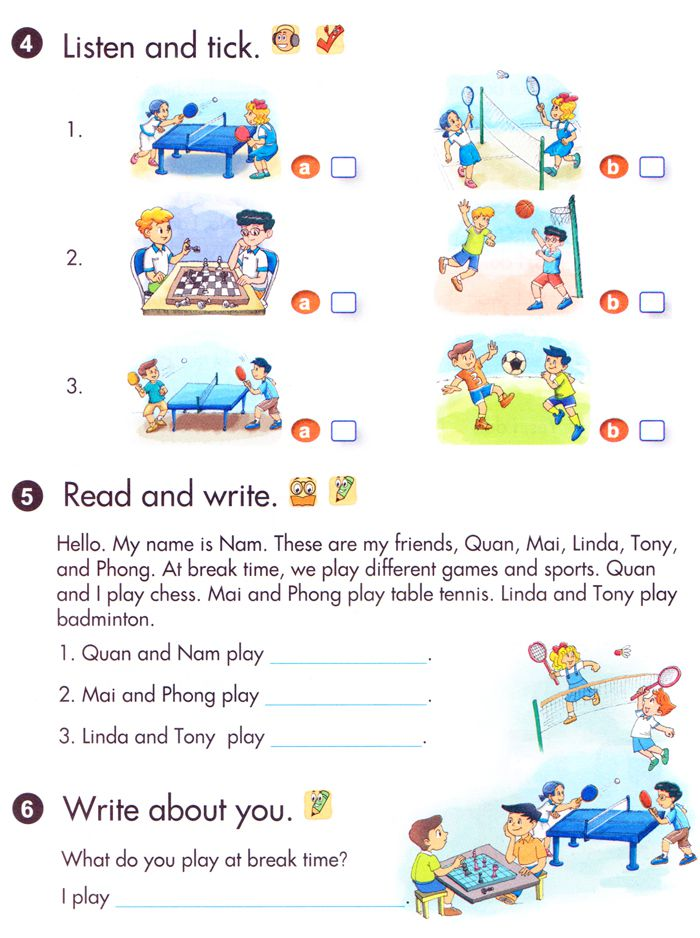 4 Listen and tick.
1.
a
b
2.
a
b
3.
a
b
5 Read and write.
Hello. My name is Nam. These are my friends, Quan, Mai, Linda, Tony,
and Phong. At break time, we play different games and sports. Quan
and I play chess. Mai and Phong play table tennis. Linda and Tony play
badminton.
1. Quan and Nam play ____________.
2. Mai and Phong play ____________.
3. Linda and Tony play ____________.
6 Write about you.
What do you play at break time?
I play ____________.